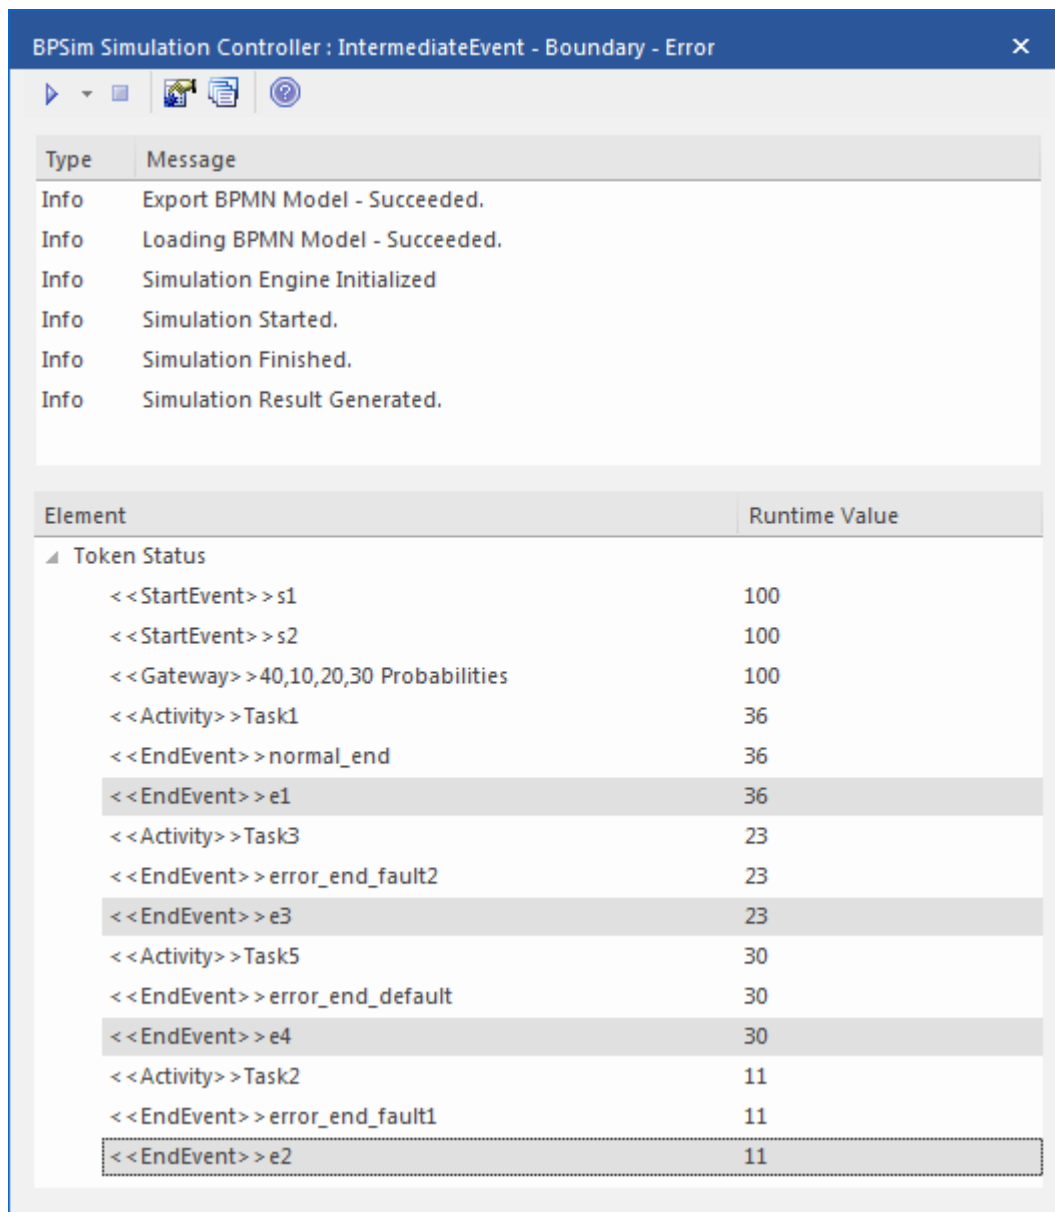 BPSim Simulation Controller : IntermediateEvent - Boundary - Error
Type Message
Info Export BPMN Model - Succeeded.
Info Loading BPMN Model - Succeeded.
Info Simulation Engine Initialized
Info Simulation Started.
Info Simulation Finished.
Info Simulation Result Generated.
Element Runtime Value
Token Status
<<StartEvent>>s1 100
<<StartEvent>>s2 100
<<Gateway>>40,10,20,30 Probabilities 100
<<Activity>>Task1 36
<<EndEvent>>normal_end 36
<<EndEvent>>e1 36
<<Activity>>Task3 23
<<EndEvent>>error_end_fault2 23
<<EndEvent>>e3 23
<<Activity>>Task5 30
<<EndEvent>>error_end_default 30
<<EndEvent>>e4 30
<<Activity>>Task2 11
<<EndEvent>>error_end_fault1 11
<<EndEvent>>e2 11